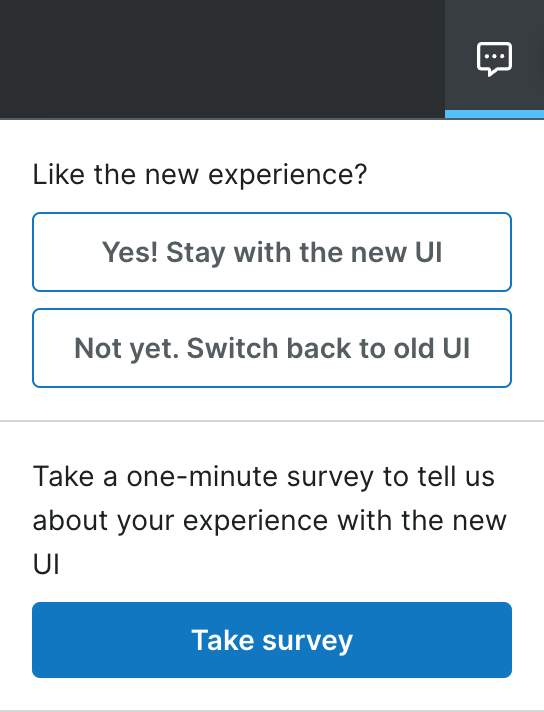 Like the new experience?
Yes! Stay with the new UI
Not yet. Switch back to old UI
Take a one-minute survey to tell us
about your experience with the new
UI
Take survey